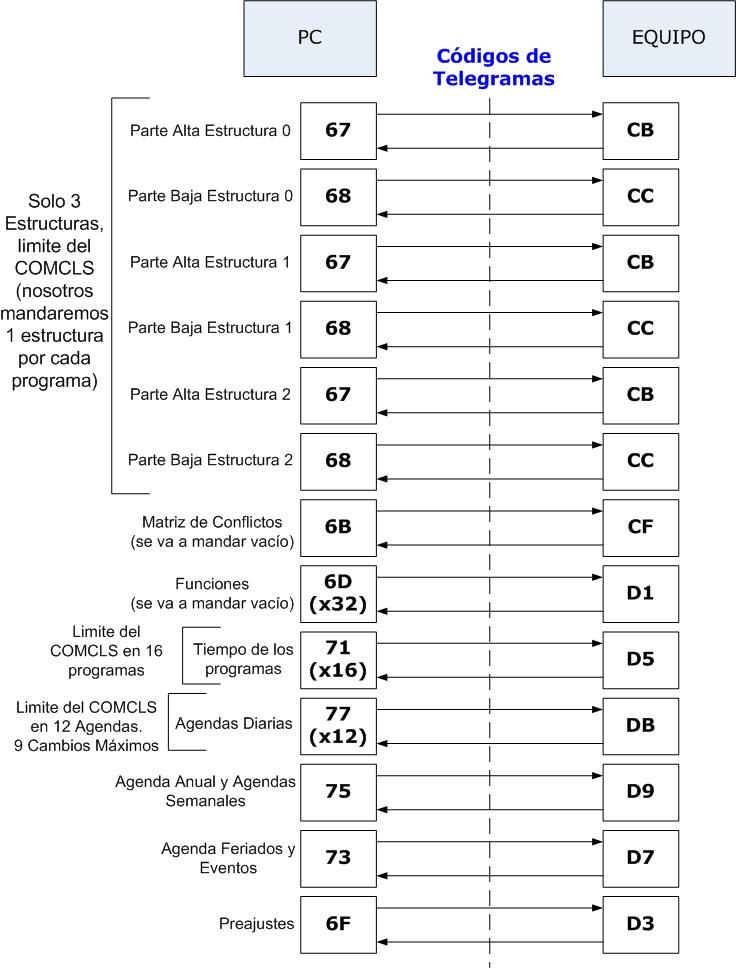 PC
EQUIPO
Códigos de
Telegramas
Solo 3
Estructuras,
limite del
COMCLS
(nosotros
mandaremos
1 estructura
por cada
programa)
Parte Alta Estructura 0
67
CB
Parte Baja Estructura 0
68
CC
Parte Alta Estructura 1
67
CB
Parte Baja Estructura 1
68
CC
Parte Alta Estructura 2
67
CB
Parte Baja Estructura 2
68
CC
Matriz de Conflictos
(se va a mandar vacío)
6B
CF
Funciones
(se va a mandar vacío)
6D
(x32)
D1
Limite del
COMCLS en 16
programas
Tiempo de los
programas
71
(x16)
D5
Limite del COMCLS
en 12 Agendas.
9 Cambios Máximos
Agendas Diarias
77
(x12)
DB
Agenda Anual y Agendas
Semanales
75
D9
Agenda Feriados y
Eventos
73
D7
Preajustes
6F
D3